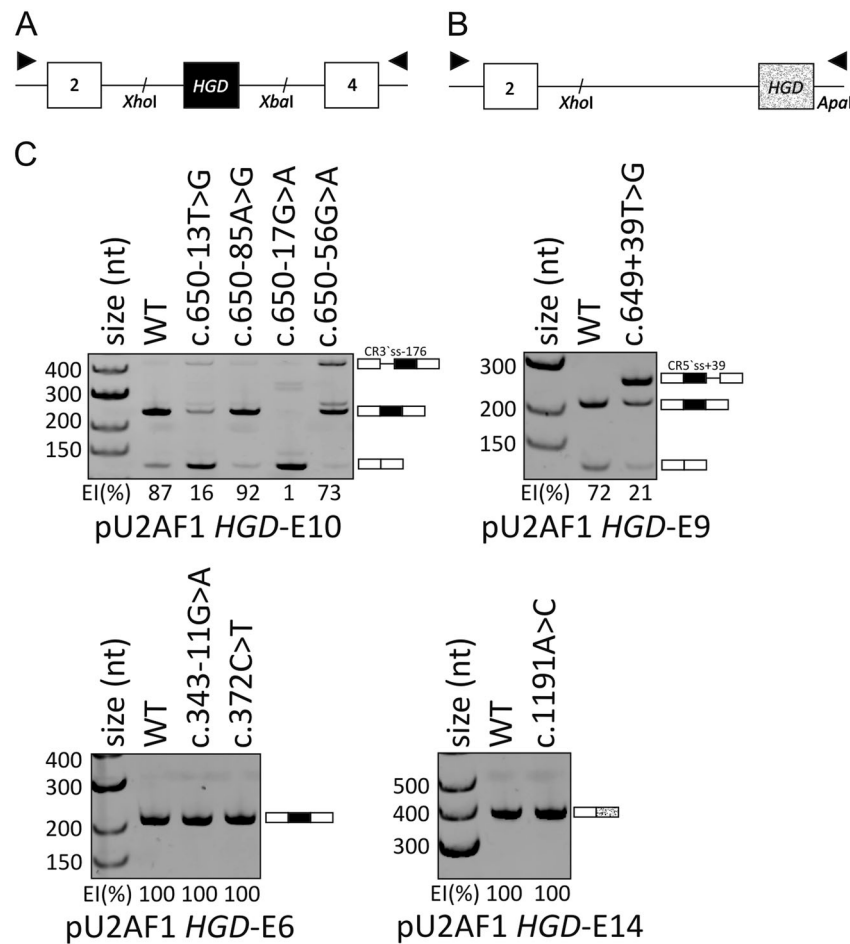 A
B
2
HGD
4
XhoI
XbaI
2
HGD
XhoI
ApaI
C
size (nt)
WT
c.650-13T>G
c.650-85A>G
c.650-17G>A
c.650-56G>A
400
300
200
150
CR3`ss-176
EI(%) 87 16 92 1 73
pU2AF1 HGD-E10
size (nt)
WT
c.649+39T>G
300
200
150
CR5`ss+39
EI(%) 72 21
pU2AF1 HGD-E9
size (nt)
WT
c.343-11G>A
c.372C>T
400
300
200
150
EI(%) 100 100 100
pU2AF1 HGD-E6
size (nt)
WT
c.1191A>C
500
400
300
EI(%) 100 100
pU2AF1 HGD-E14